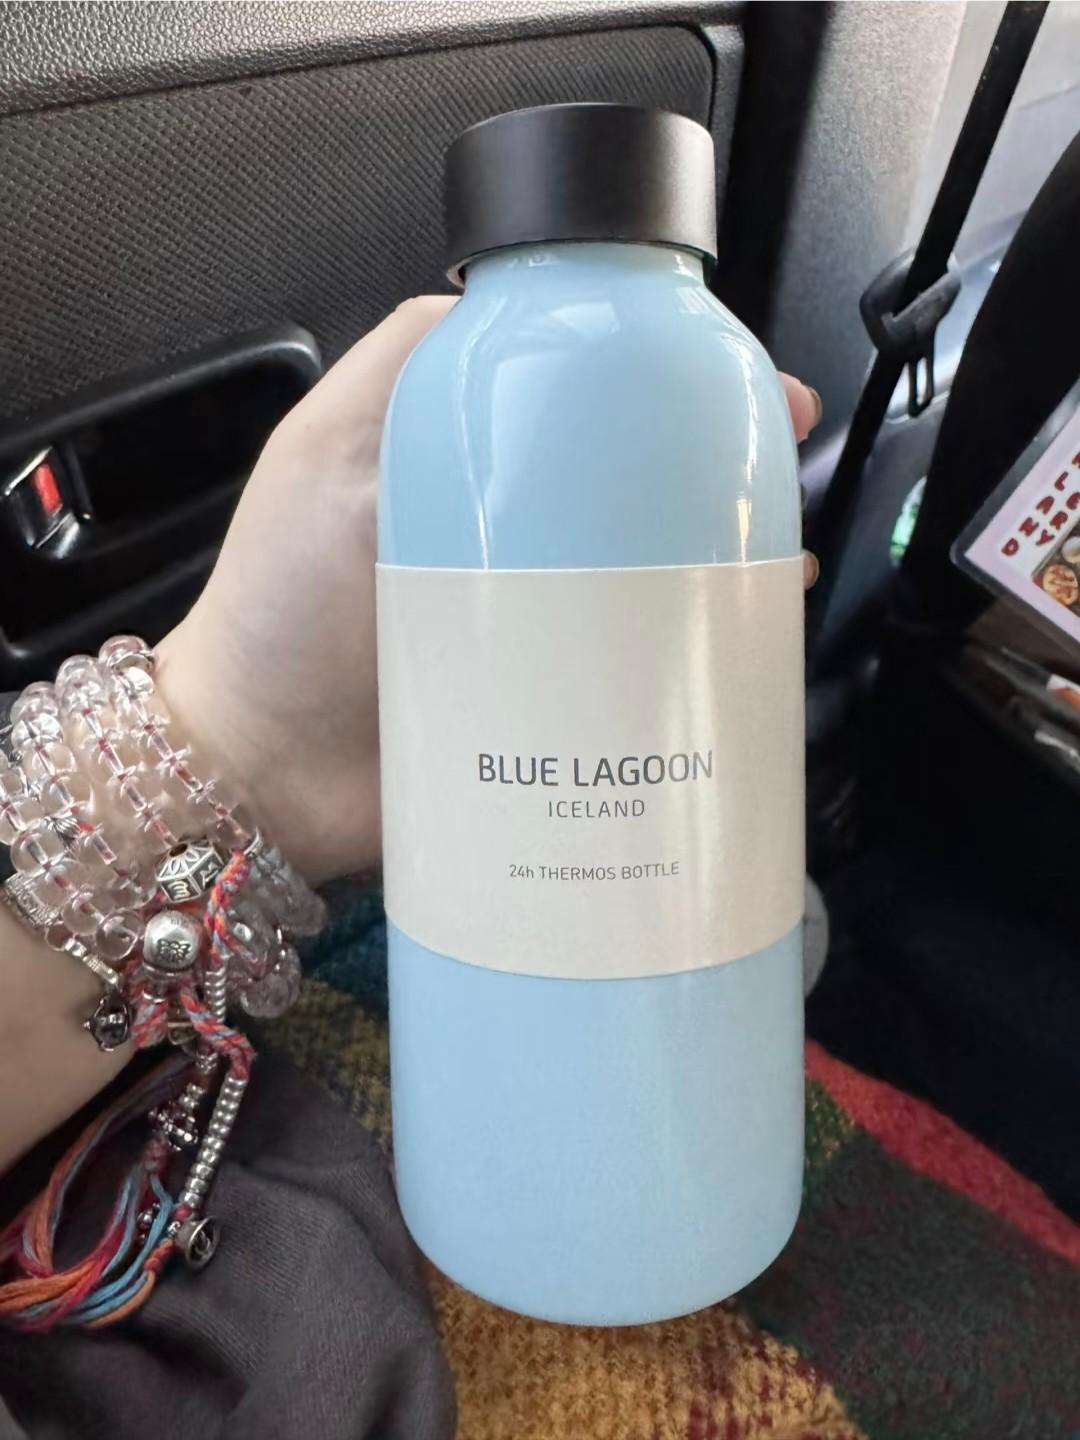 BLUE LAGOON
ICELAND
24h THERMOS BOTTLE